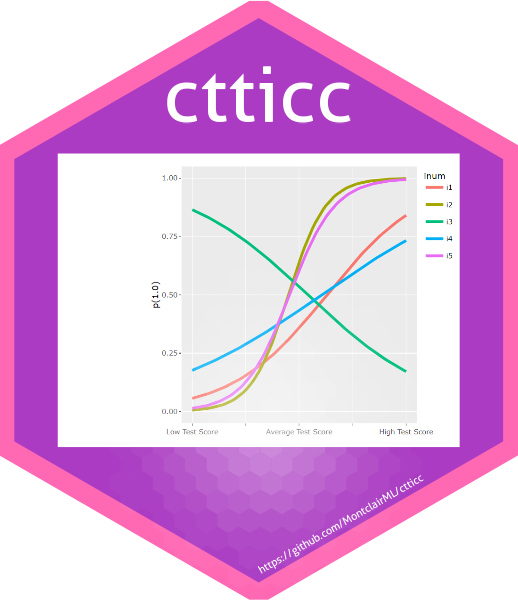 ctticc
inum
i1
i2
i3
i4
i5
p(1.0)
1.00
0.75
0.50
0.25
0.00
Low Test Score
Average Test Score
High Test Score
https://github.com/MontclairML/ctticc